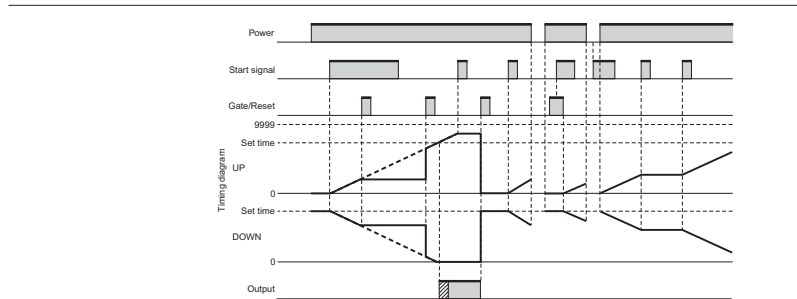 Power
Start signal
Gate/Reset
9999
Set time
UP
0
Timing diagram
Set time
DOWN
0
Output